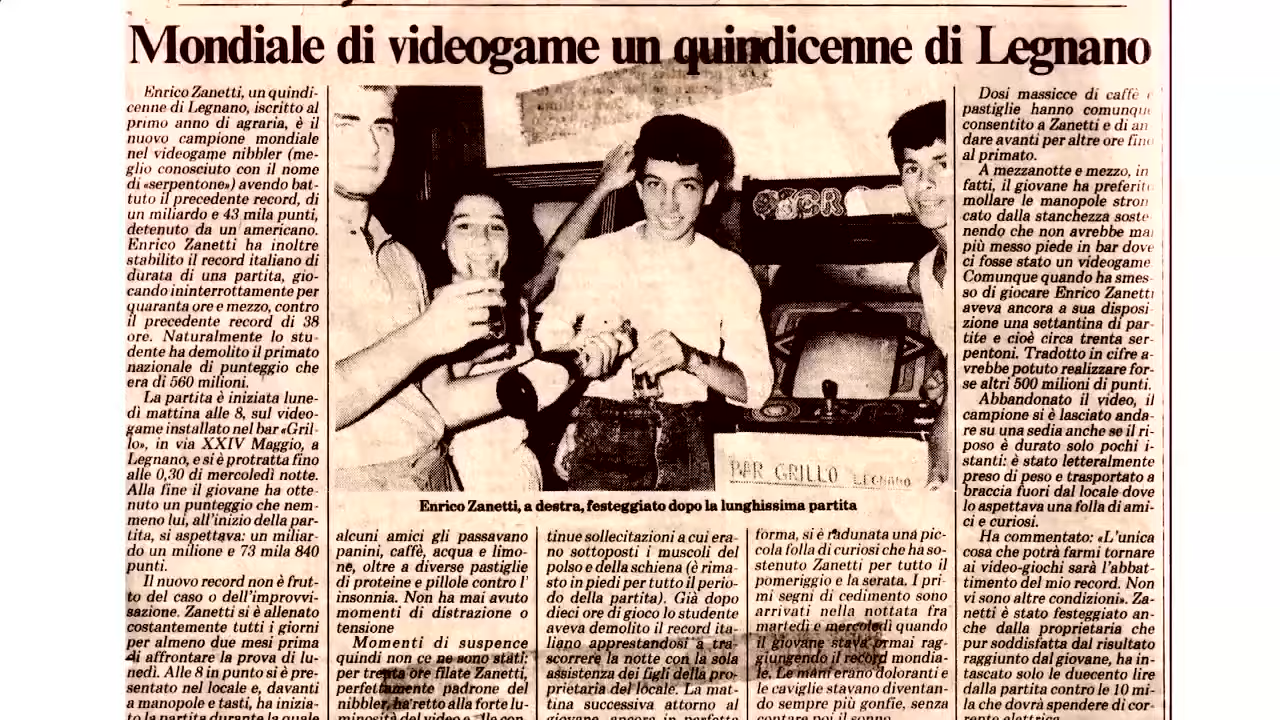 Mondiale di videogame un quindicenne di Legnano
Enrico Zanetti, un quindi-
cenne di Legnano, iscritto al
primo anno di agraria, è il
nuovo campione mondiale
nel videogame nibbler (me-
glio conosciuto con il nome
di «serpentone») avendo bat-
tuto il precedente record, di
un miliardo e 43 mila punti,
detenuto da un americano.
Enrico Zanetti ha inoltre
stabilito il record italiano di
durata di una partita, gio-
cando ininterrottamente per
quaranta ore e mezzo, contro
il precedente record di 38
ore. Naturalmente lo stu-
dente ha demolito il primato
nazionale di punteggio che
era di 560 milioni.
La partita è iniziata lune-
dì mattina alle 8, sul video-
game installato nel bar «Gril-
lo», in via XXIV Maggio, a
Legnano, e si è protratta fino
alle 0,30 di mercoledì notte.
Alla fine il giovane ha otte-
nuto un punteggio che nem-
meno lui, all'inizio della par-
tita, si aspettava: un miliar-
do un milione e 73 mila 840
punti.
Il nuovo record non è frut-
to del caso o dell'improvvi-
sazione. Zanetti si è allenato
costantemente tutti i giorni
per almeno due mesi prima
di affrontare la prova di lu-
nedì. Alle 8 in punto si è pre-
sentato nel locale e, davanti
a manopole e tasti, ha inizia-
to la partita durante la quale
BAR GRILLO LEGNANO
Enrico Zanetti, a destra, festeggiato dopo la lunghissima partita
alcuni amici gli passavano
panini, caffè, acqua e limo-
ne, oltre a diverse pastiglie
di proteine e pillole contro l'
insonnia. Non ha mai avuto
momenti di distrazione o
tensione
Momenti di suspence
quindi non ce ne sono stati:
per trenta ore filate Zanetti,
perfettamente padrone del
nibbler, ha retto alla forte lu-
minosità del video e
tinue sollecitazioni a cui era-
no sottoposti i muscoli del
polso e della schiena (è rima-
sto in piedi per tutto il perio-
do della partita). Già dopo
dieci ore di gioco lo studente
aveva demolito il record ita-
liano apprestandosi a tra-
scorrere la notte con la sola
assistenza dei figli della pro-
prietaria del locale. La mat-
tina successiva attorno al
giovane, ancora in perfetta
forma, si è radunata una pic-
cola folla di curiosi che ha so-
stenuto Zanetti per tutto il
pomeriggio e la serata. I pri-
mi segni di cedimento sono
arrivati nella nottata fra
martedì e mercoledì quando
il giovane stava ormai rag-
giungendo il record mondia-
le. Le mani erano doloranti e
le caviglie stavano diventan-
do sempre più gonfie, senza
contare poi il sonno.
Dosi massicce di caffè e
pastiglie hanno comunque
consentito a Zanetti e di an
dare avanti per altre ore fino
al primato.
A mezzanotte e mezzo, in
fatti, il giovane ha preferito
mollare le manopole stron
cato dalla stanchezza soste
nendo che non avrebbe mai
più messo piede in bar dove
ci fosse stato un videogame
Comunque quando ha smes-
so di giocare Enrico Zanetti
aveva ancora a sua disposi-
zione una settantina di par-
tite e cioè circa trenta ser-
pentoni. Tradotto in cifre a-
vrebbe potuto realizzare for-
se altri 500 milioni di punti.
Abbandonato il video, il
campione si è lasciato anda-
re su una sedia anche se il ri-
poso è durato solo pochi i-
stanti: è stato letteralmente
preso di peso e trasportato a
braccia fuori dal locale dove
lo aspettava una folla di ami-
ci e curiosi.
Ha commentato: «L'unica
cosa che potrà farmi tornare
ai video-giochi sarà l'abbat-
timento del mio record. Non
vi sono altre condizioni». Za-
netti è stato festeggiato an-
che dalla proprietaria che
pur soddisfatta del risultato
raggiunto dal giovane, ha in-
tascato solo le duecento lire
dalla partita contro le 10 mi-
la che dovrà spendere di cor-
rente elettrica.